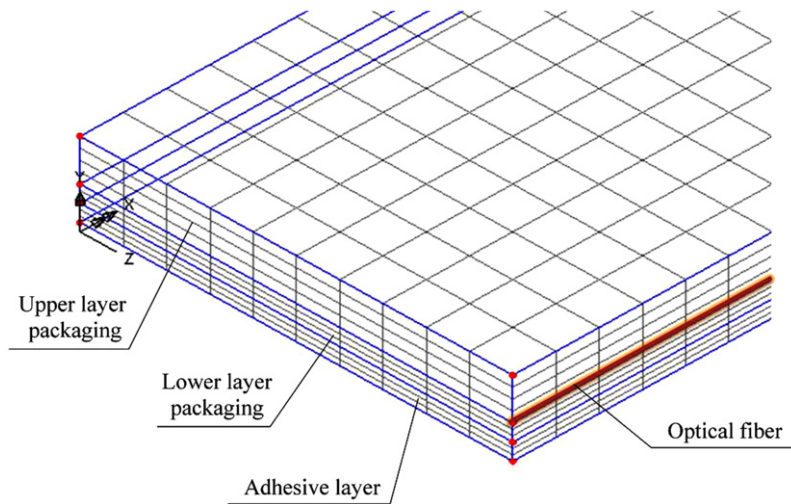 Y
X
Z
Upper layer
packaging
Lower layer
packaging
Adhesive layer
Optical fiber